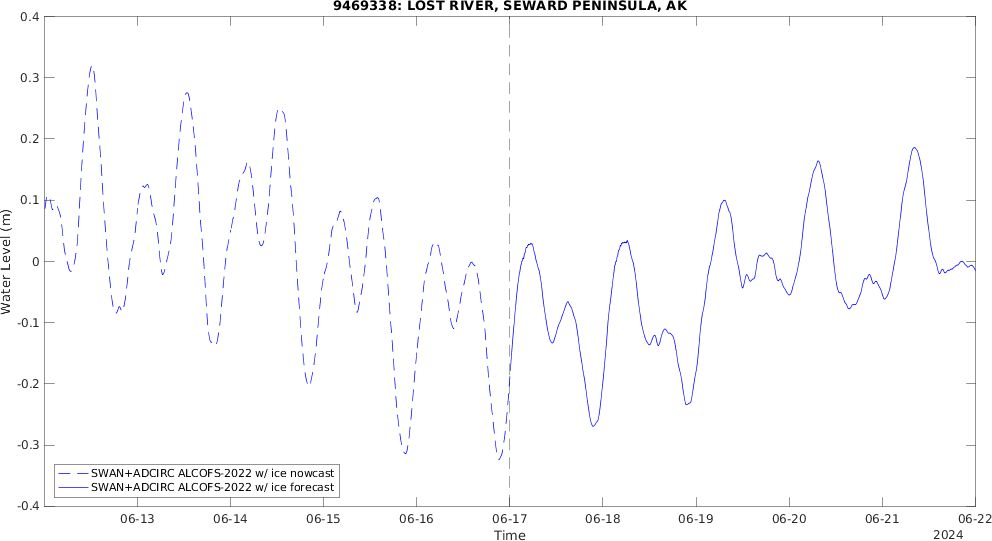 9469338: LOST RIVER, SEWARD PENINSULA, AK
0.4
0.3
0.2
0.1
0
-0.1
-0.2
-0.3
-0.4
Water Level (m)
SWAN+ADCIRC ALCOFS-2022 w/ ice nowcast
SWAN+ADCIRC ALCOFS-2022 w/ ice forecast
06-13 06-14 06-15 06-16 06-17 06-18 06-19 06-20 06-21 06-22
Time
2024